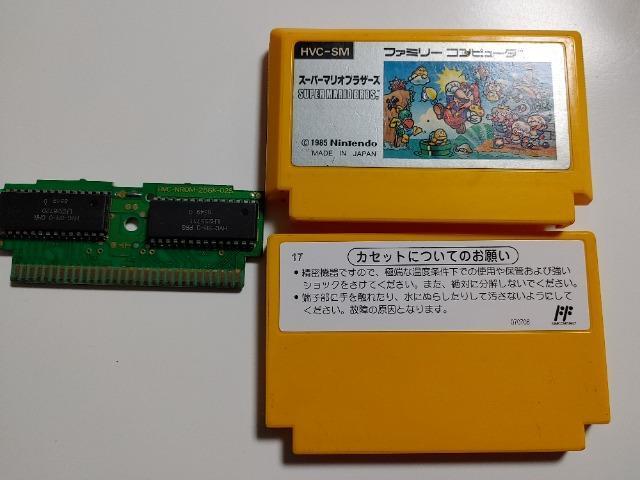 HVC-SM
ファミリー コンピュータ
スーパーマリオブラザース
SUPER MARIO BROS.
© 1985 Nintendo
MADE IN JAPAN
HVC-NROM-256K-02
17
カセットについてのお願い
● 精密機器ですので、極端な温度条件下での使用や保管および強い
ショックをさけてください。また、絶対に分解しないでください。
● 端子部に手を触れたり、水にぬらしたりして汚さないようにして
ください。故障の原因となります。
070706
FF